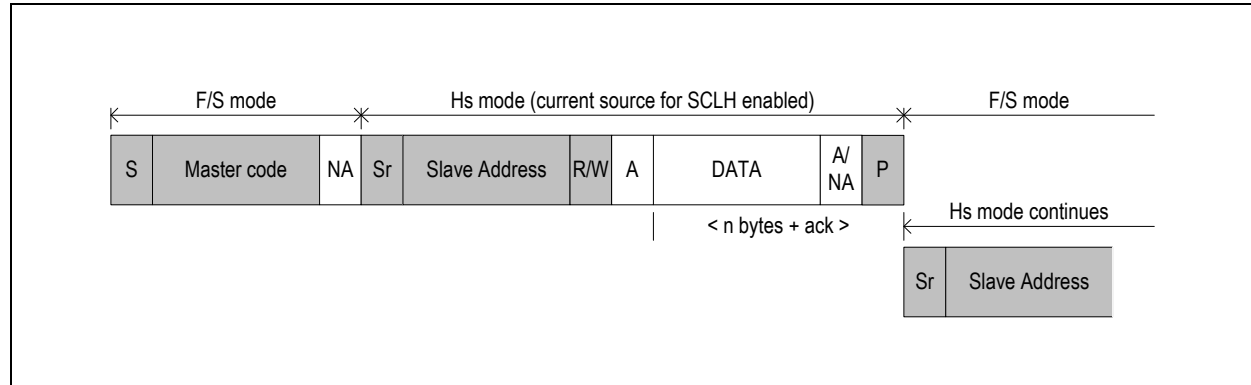 F/S mode Hs mode (current source for SCLH enabled) F/S mode
S Master code NA Sr Slave Address R/W A DATA A/ NA P
< n bytes + ack > Hs mode continues
Sr Slave Address